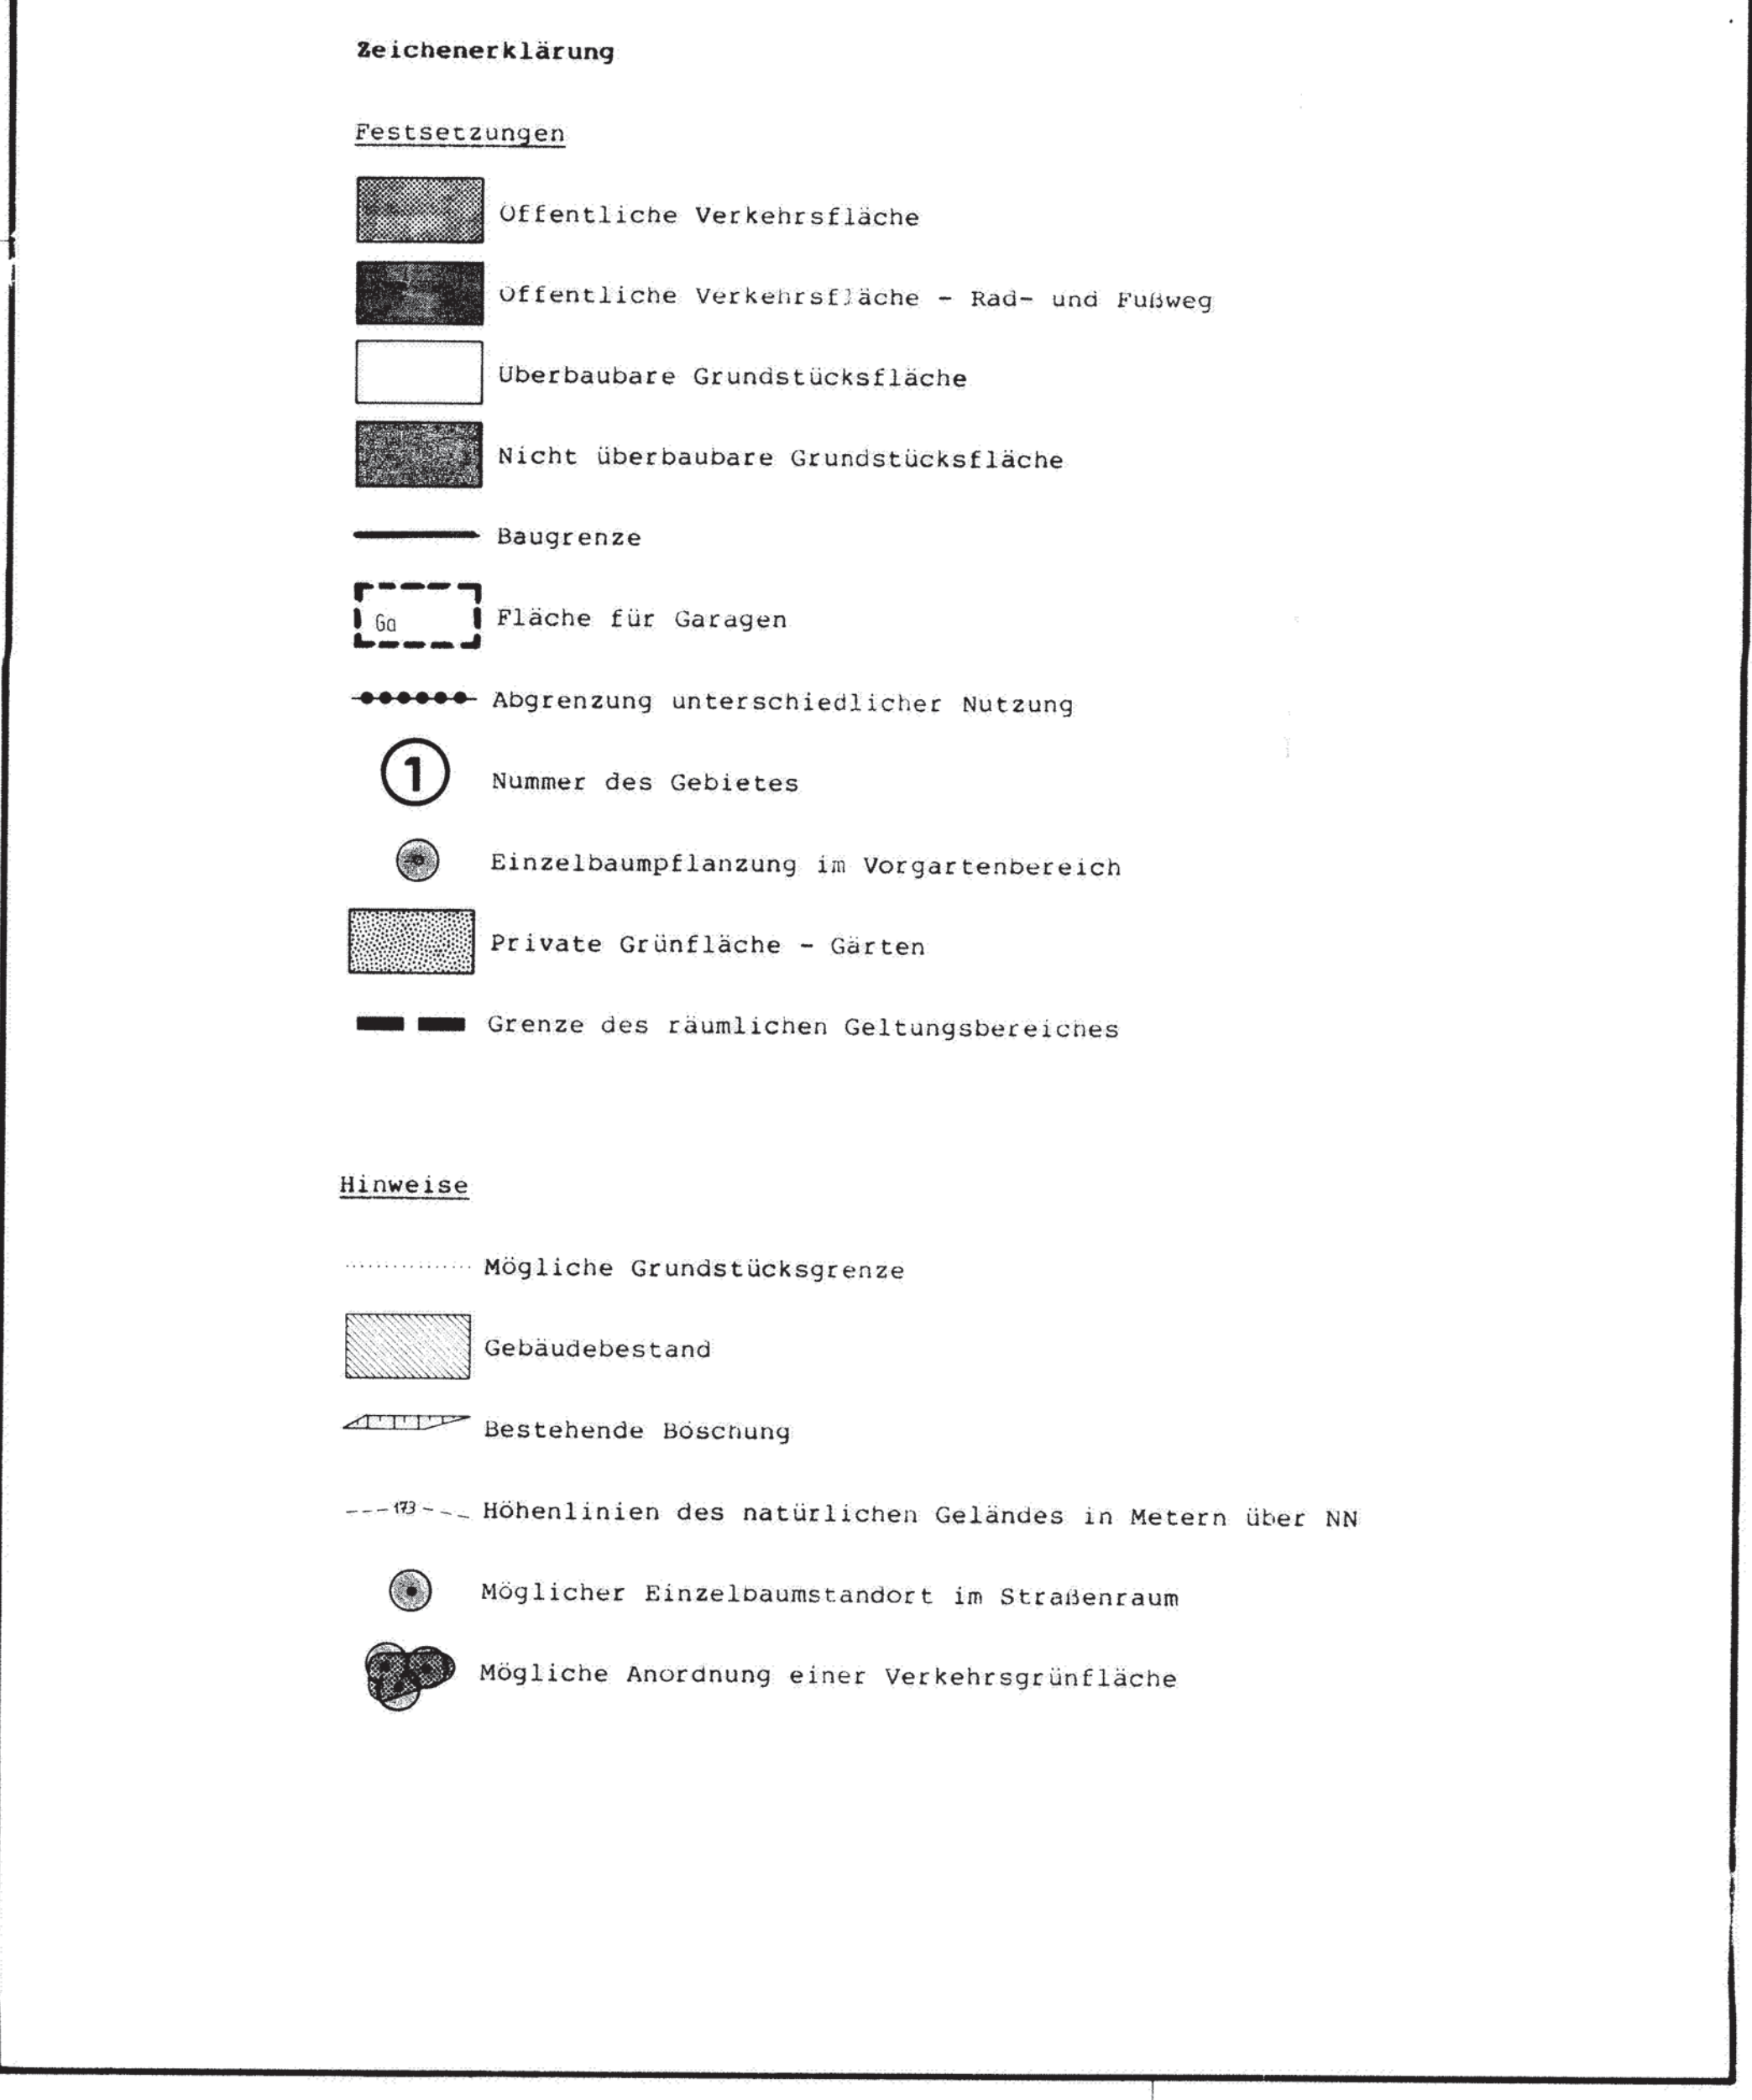 Zeichenerklärung
Festsetzungen
Öffentliche Verkehrsfläche
Öffentliche Verkehrsfläche - Rad- und Fußweg
Überbaubare Grundstücksfläche
Nicht überbaubare Grundstücksfläche
Baugrenze
Ga Fläche für Garagen
Abgrenzung unterschiedlicher Nutzung
1 Nummer des Gebietes
Einzelbaumpflanzung im Vorgartenbereich
Private Grünfläche - Gärten
Grenze des räumlichen Geltungsbereiches
Hinweise
Mögliche Grundstücksgrenze
Gebäudebestand
Bestehende Böschung
173 Höhenlinien des natürlichen Geländes in Metern über NN
Möglicher Einzelbaumstandort im Straßenraum
Mögliche Anordnung einer Verkehrsgrünfläche